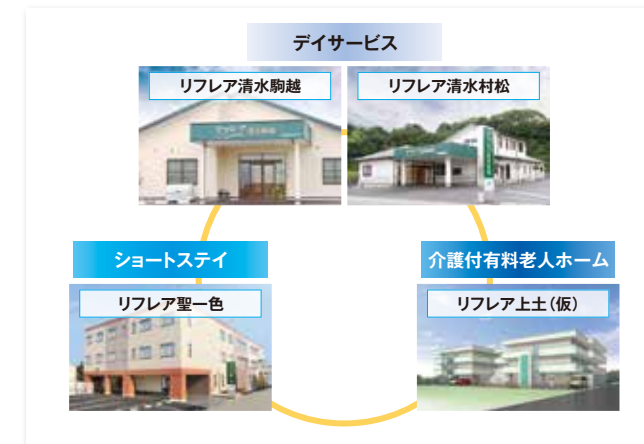 デイサービス
リフレア清水駒越
リフレア清水村松
ショートステイ
リフレア聖一色
介護付有料老人ホーム
リフレア上土(仮)